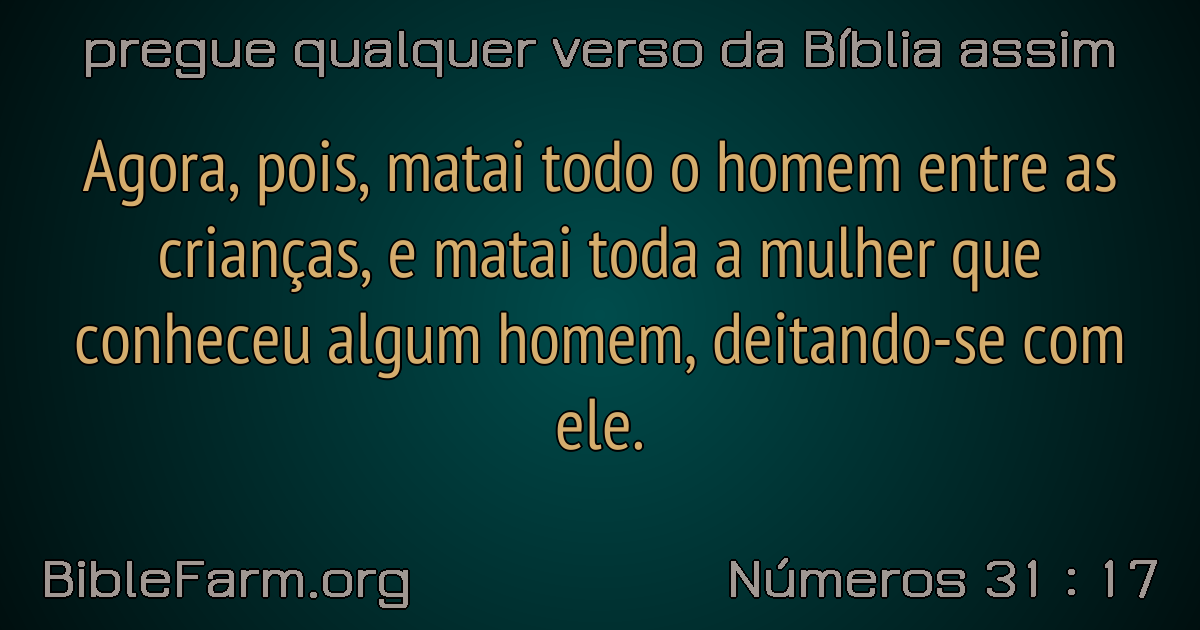 pregue qualquer verso da Bíblia assim
Agora, pois, matai todo o homem entre as
crianças, e matai toda a mulher que
conheceu algum homem, deitando-se com
ele.
BibleFarm.org
Números 31 : 17